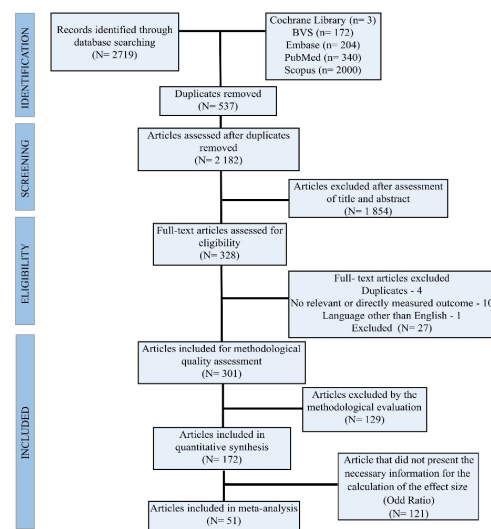 IDENTIFICATION
Records identified through
database searching
(N= 2719)
Cochrane Library (n= 3)
BVS (n= 172)
Embase (n= 204)
PubMed (n= 340)
Scopus (n= 2000)
Duplicates removed
(N= 537)
SCREENING
Articles assessed after duplicates
removed
(N= 2 182)
Articles excluded after assessment
of title and abstract
(N= 1 854)
ELIGIBILITY
Full-text articles assessed for
eligibility
(N= 328)
Full- text articles excluded
Duplicates - 4
No relevant or directly measured outcome - 10
Language other than English - 1
Excluded (N= 27)
INCLUDED
Articles included for methodological
quality assessment
(N= 301)
Articles excluded by the
methodological evaluation
(N= 129)
Articles included in
quantitative synthesis
(N= 172)
Article that did not present the
necessary information for the
calculation of the effect size
(Odd Ratio)
(N= 121)
Articles included in meta-analysis
(N= 51)